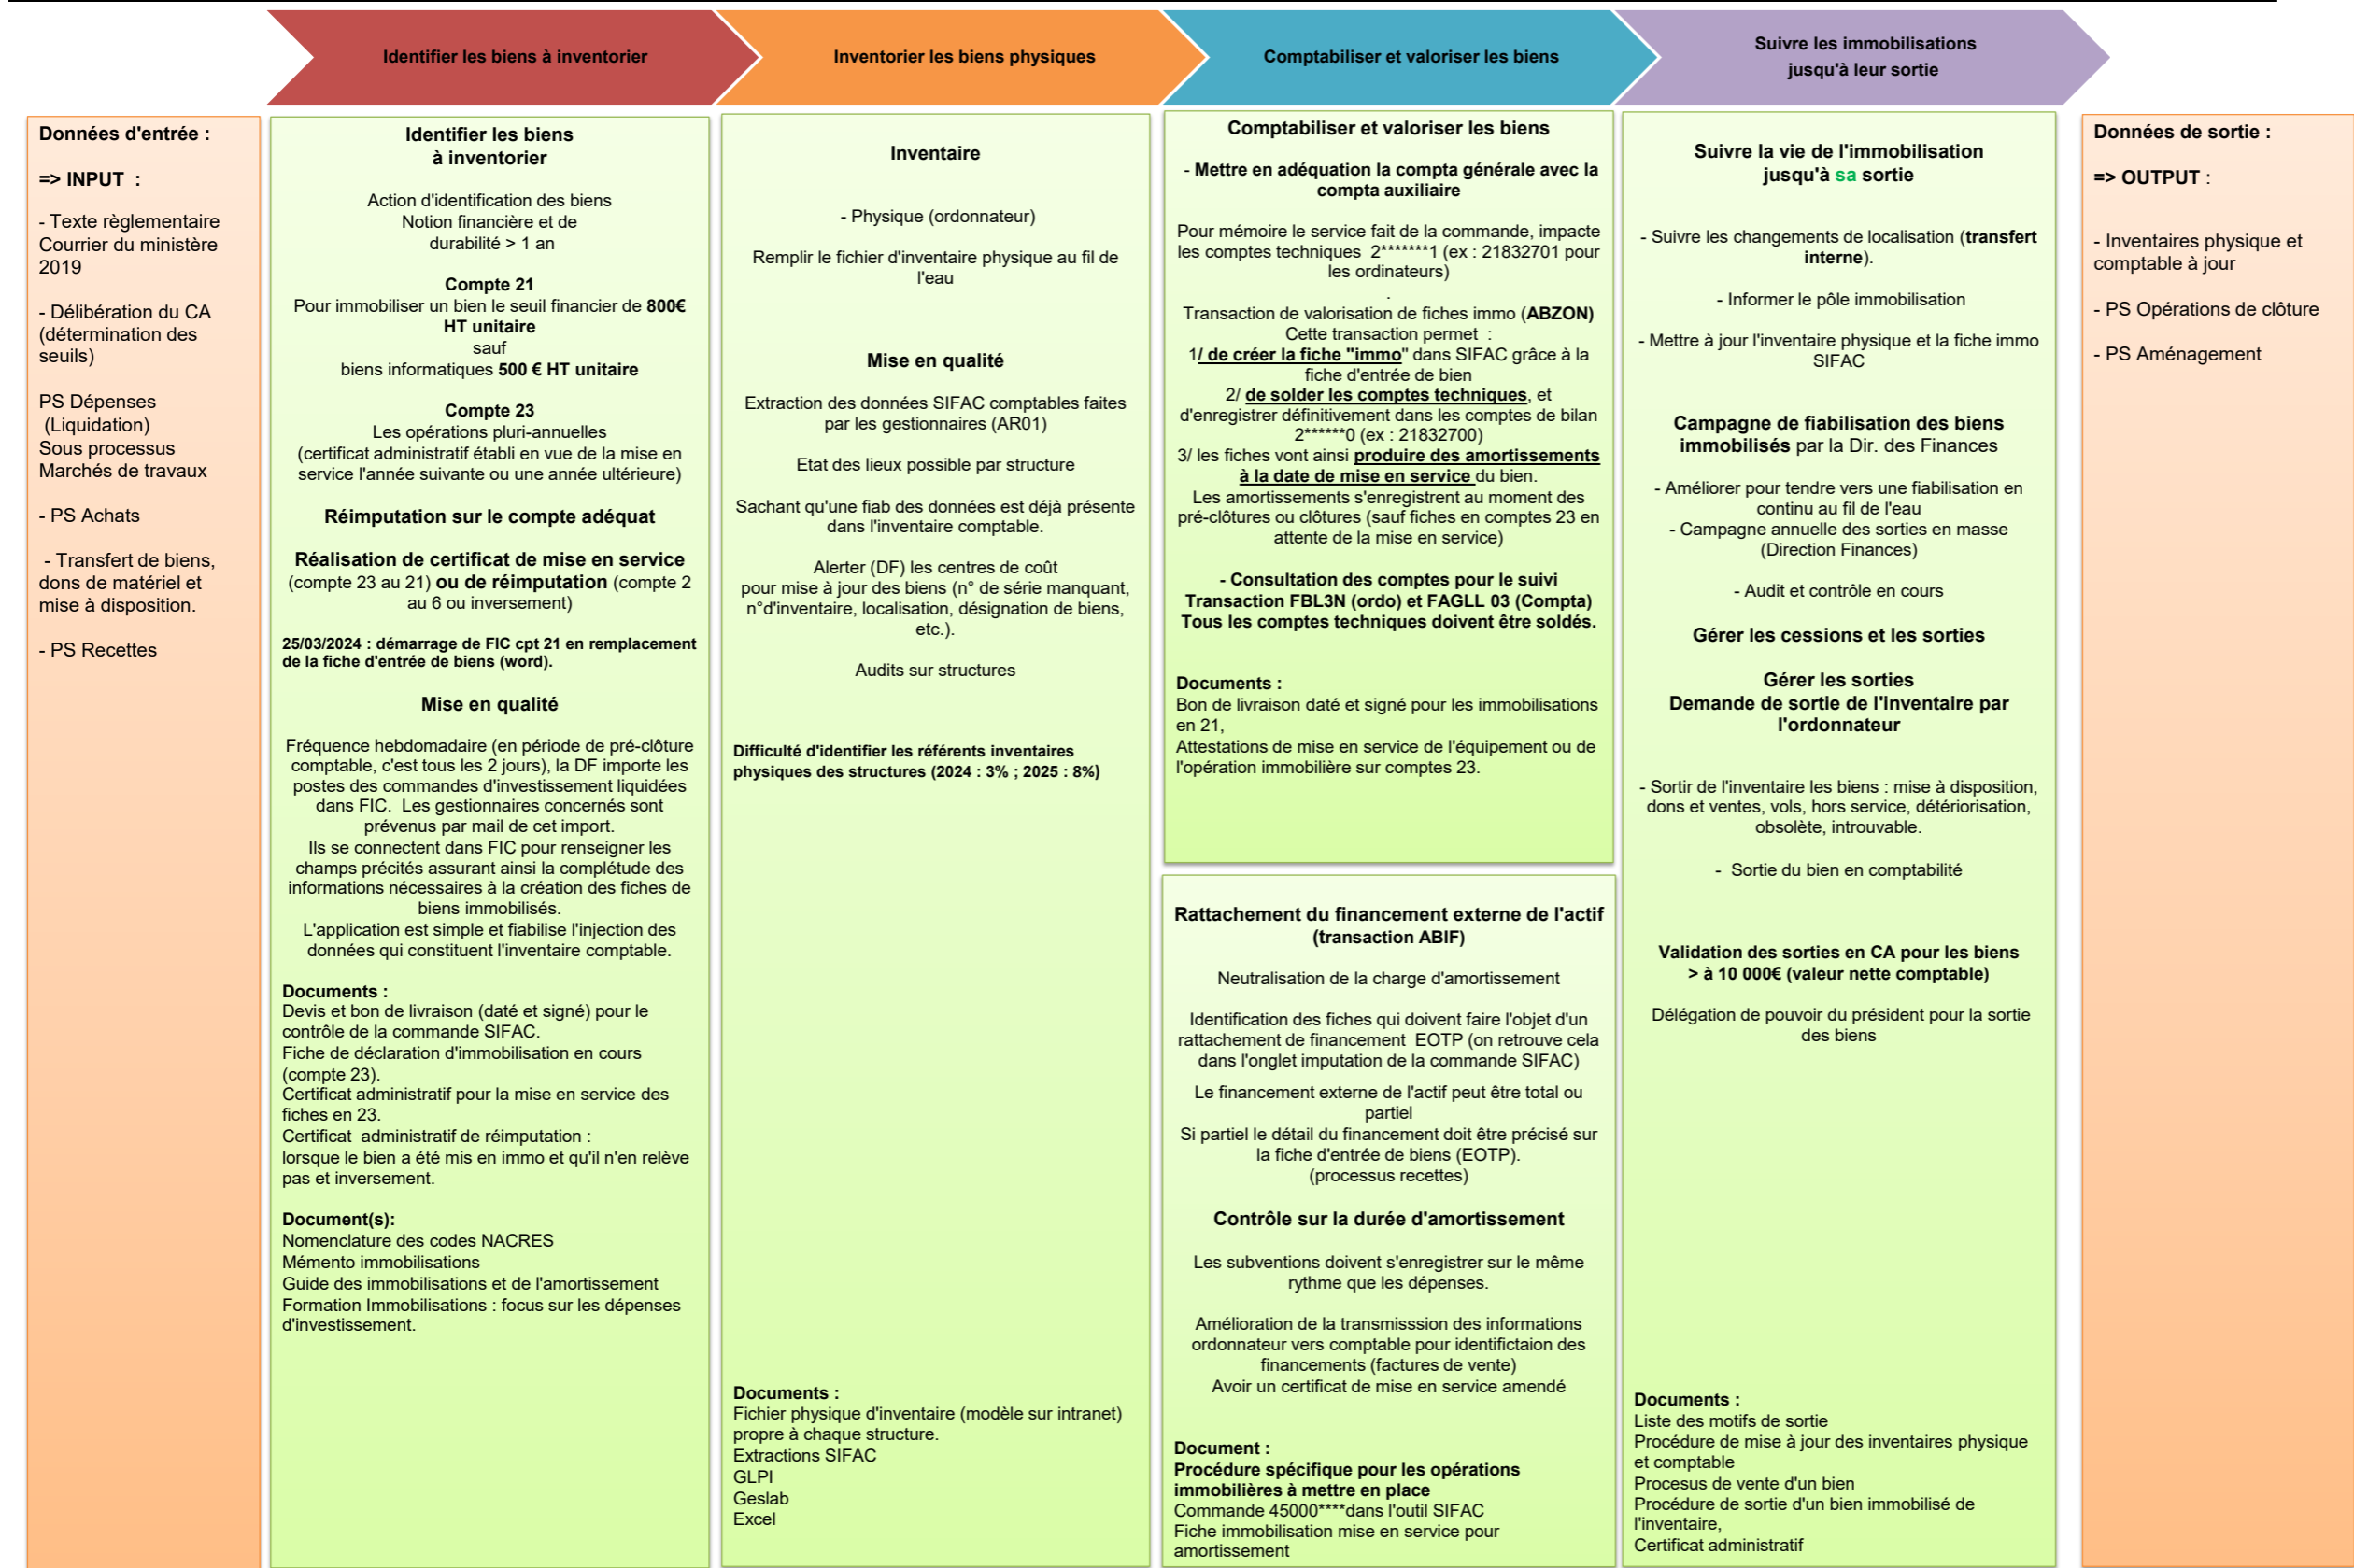 Identifier les biens à inventorier
Inventorier les biens physiques
Comptabiliser et valoriser les biens
Suivre les immobilisations
jusqu'à leur sortie
Données d'entrée :
=> INPUT :
- Texte règlementaire
Courrier du ministère
2019
- Délibération du CA
(détermination des
seuils)
PS Dépenses
(Liquidation)
Sous processus
Marchés de travaux
- PS Achats
- Transfert de biens,
dons de matériel et
mise à disposition.
- PS Recettes
Identifier les biens
à inventorier
Action d'identification des biens
Notion financière et de
durabilité > 1 an
Compte 21
Pour immobiliser un bien le seuil financier de 800€
HT unitaire
sauf
biens informatiques 500 € HT unitaire
Compte 23
Les opérations pluri-annuelles
(certificat administratif établi en vue de la mise en
service l'année suivante ou une année ultérieure)
Réimputation sur le compte adéquat
Réalisation de certificat de mise en service
(compte 23 au 21) ou de réimputation (compte 2
au 6 ou inversement)
25/03/2024 : démarrage de FIC cpt 21 en remplacement
de la fiche d'entrée de biens (word).
Mise en qualité
Fréquence hebdomadaire (en période de pré-clôture
comptable, c'est tous les 2 jours), la DF importe les
postes des commandes d'investissement liquidées
dans FIC. Les gestionnaires concernés sont
prévenus par mail de cet import.
Ils se connectent dans FIC pour renseigner les
champs précités assurant ainsi la complétude des
informations nécessaires à la création des fiches de
biens immobilisés.
L'application est simple et fiabilise l'injection des
données qui constituent l'inventaire comptable.
Documents :
Devis et bon de livraison (daté et signé) pour le
contrôle de la commande SIFAC.
Fiche de déclaration d'immobilisation en cours
(compte 23).
Certificat administratif pour la mise en service des
fiches en 23.
Certificat administratif de réimputation :
lorsque le bien a été mis en immo et qu'il n'en relève
pas et inversement.
Document(s):
Nomenclature des codes NACRES
Mémento immobilisations
Guide des immobilisations et de l'amortissement
Formation Immobilisations : focus sur les dépenses
d'investissement.
Inventaire
- Physique (ordonnateur)
Remplir le fichier d'inventaire physique au fil de
l'eau
Mise en qualité
Extraction des données SIFAC comptables faites
par les gestionnaires (AR01)
Etat des lieux possible par structure
Sachant qu'une fiab des données est déjà présente
dans l'inventaire comptable.
Alerter (DF) les centres de coût
pour mise à jour des biens (n° de série manquant,
n°d'inventaire, localisation, désignation de biens,
etc.).
Audits sur structures
Difficulté d'identifier les référents inventaires
physiques des structures (2024 : 3% ; 2025 : 8%)
Documents :
Fichier physique d'inventaire (modèle sur intranet)
propre à chaque structure.
Extractions SIFAC
GLPI
Geslab
Excel
Comptabiliser et valoriser les biens
- Mettre en adéquation la compta générale avec la
compta auxiliaire
Pour mémoire le service fait de la commande, impacte
les comptes techniques 2*******1 (ex : 21832701 pour
les ordinateurs)
.
Transaction de valorisation de fiches immo (ABZON)
Cette transaction permet :
1/ de créer la fiche "immo" dans SIFAC grâce à la
fiche d'entrée de bien
2/ de solder les comptes techniques, et
d'enregistrer définitivement dans les comptes de bilan
2******0 (ex : 21832700)
3/ les fiches vont ainsi produire des amortissements
à la date de mise en service du bien.
Les amortissements s'enregistrent au moment des
pré-clôtures ou clôtures (sauf fiches en comptes 23 en
attente de la mise en service)
- Consultation des comptes pour le suivi
Transaction FBL3N (ordo) et FAGLL 03 (Compta)
Tous les comptes techniques doivent être soldés.
Documents :
Bon de livraison daté et signé pour les immobilisations
en 21,
Attestations de mise en service de l'équipement ou de
l'opération immobilière sur comptes 23.
Rattachement du financement externe de l'actif
(transaction ABIF)
Neutralisation de la charge d'amortissement
Identification des fiches qui doivent faire l'objet d'un
rattachement de financement EOTP (on retrouve cela
dans l'onglet imputation de la commande SIFAC)
Le financement externe de l'actif peut être total ou
partiel
Si partiel le détail du financement doit être précisé sur
la fiche d'entrée de biens (EOTP).
(processus recettes)
Contrôle sur la durée d'amortissement
Les subventions doivent s'enregistrer sur le même
rythme que les dépenses.
Amélioration de la transmisssion des informations
ordonnateur vers comptable pour identifictaion des
financements (factures de vente)
Avoir un certificat de mise en service amendé
Document :
Procédure spécifique pour les opérations
immobilières à mettre en place
Commande 45000****dans l'outil SIFAC
Fiche immobilisation mise en service pour
amortissement
Suivre la vie de l'immobilisation
jusqu'à sa sortie
- Suivre les changements de localisation (transfert
interne).
- Informer le pôle immobilisation
- Mettre à jour l'inventaire physique et la fiche immo
SIFAC
Campagne de fiabilisation des biens
immobilisés par la Dir. des Finances
- Améliorer pour tendre vers une fiabilisation en
continu au fil de l'eau
- Campagne annuelle des sorties en masse
(Direction Finances)
- Audit et contrôle en cours
Gérer les cessions et les sorties
Gérer les sorties
Demande de sortie de l'inventaire par
l'ordonnateur
- Sortir de l'inventaire les biens : mise à disposition,
dons et ventes, vols, hors service, détériorisation,
obsolète, introuvable.
- Sortie du bien en comptabilité
Validation des sorties en CA pour les biens
> à 10 000€ (valeur nette comptable)
Délégation de pouvoir du président pour la sortie
des biens
Documents :
Liste des motifs de sortie
Procédure de mise à jour des inventaires physique
et comptable
Procesus de vente d'un bien
Procédure de sortie d'un bien immobilisé de
l'inventaire,
Certificat administratif
Données de sortie :
=> OUTPUT :
- Inventaires physique et
comptable à jour
- PS Opérations de clôture
- PS Aménagement